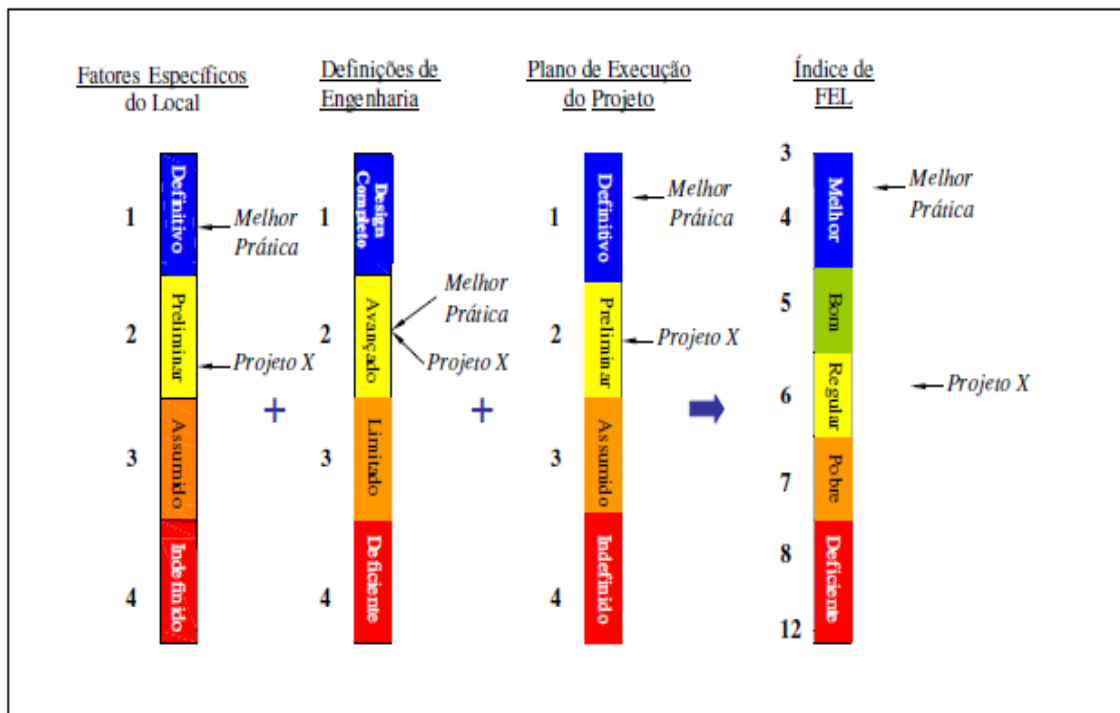 Fatores Específicos
do Local
1
2
3
4
Definitivo
Preliminar
Assumido
Indefinido
Melhor
Prática
Projeto X
+
Definições de
Engenharia
1
2
3
4
Design
Completo
Avançado
Limitado
Deficiente
Melhor
Prática
Projeto X
+
Plano de Execução
do Projeto
1
2
3
4
Definitivo
Preliminar
Assumido
Indefinido
Melhor
Prática
Projeto X
Índice de
FEL
3
4
5
6
7
8
12
Melhor
Bom
Regular
Pobre
Deficiente
Melhor
Prática
Projeto X